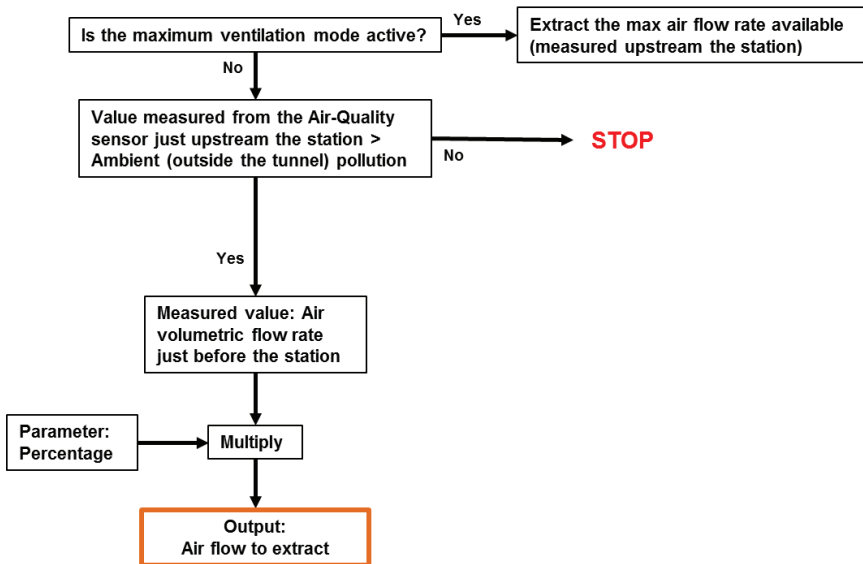 Is the maximum ventilation mode active?
Yes
Extract the max air flow rate available
(measured upstream the station)
No
Value measured from the Air-Quality
sensor just upstream the station >
Ambient (outside the tunnel) pollution
No
STOP
Yes
Measured value: Air
volumetric flow rate
just before the station
Parameter:
Percentage
Multiply
Output:
Air flow to extract